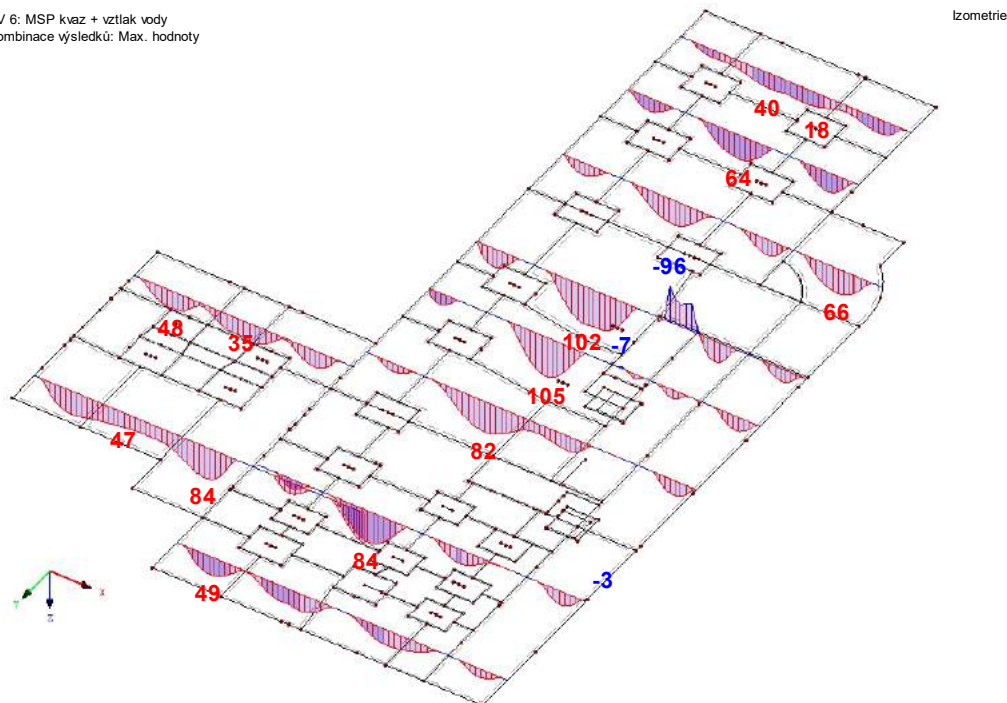 V 6: MSP kvaz + vztlak vody
ombinace výsledků: Max. hodnoty
Izometrie
40
18
64
-96
66
102
-7
48
35
105
82
47
84
84
-3
49
X
Y
Z